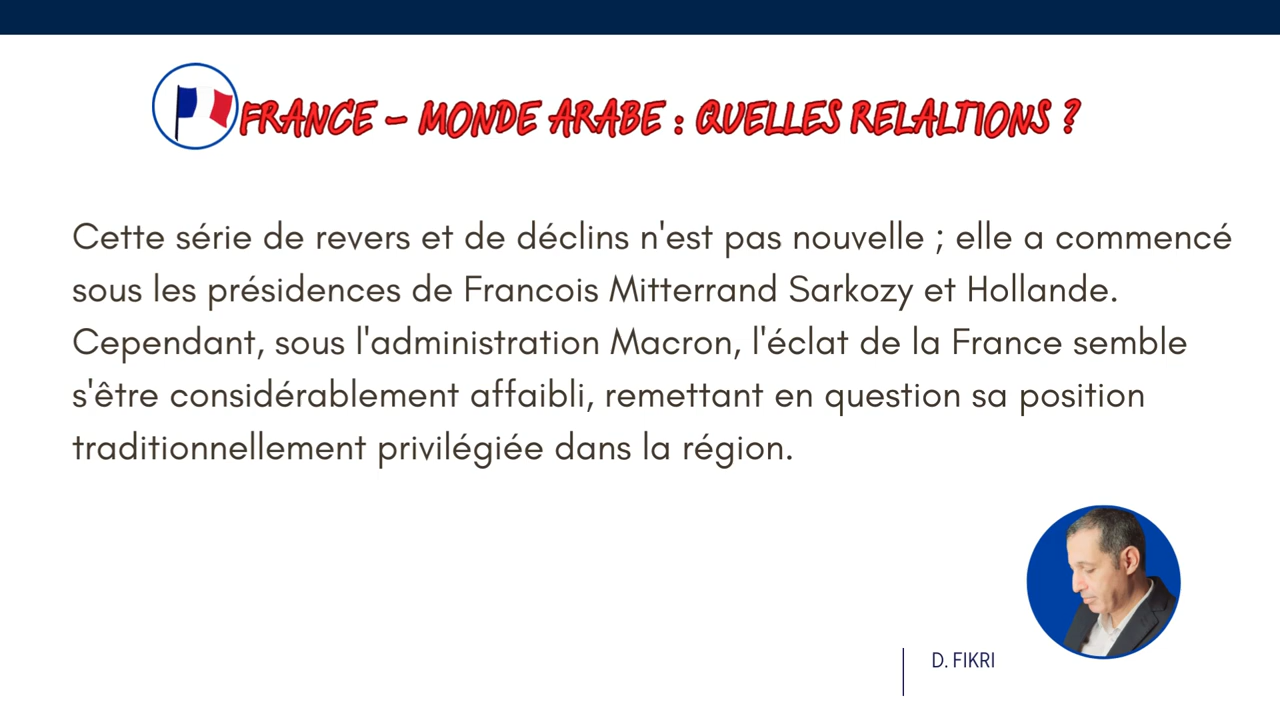 FRANCE – MONDE ARABE : QUELLES RELALTIONS ?
Cette série de revers et de déclins n'est pas nouvelle ; elle a commencé
sous les présidences de Francois Mitterrand Sarkozy et Hollande.
Cependant, sous l'administration Macron, l'éclat de la France semble
s'être considérablement affaibli, remettant en question sa position
traditionnellement privilégiée dans la région.
D. FIKRI